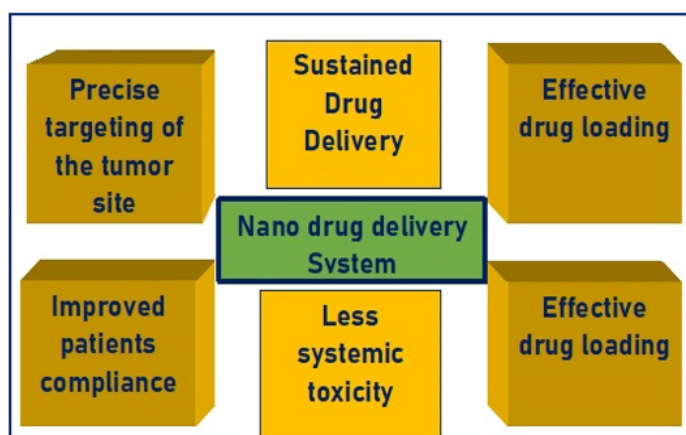 Precise
targeting of
the tumor
site
Sustained
Drug
Delivery
Effective
drug loading
Nano drug delivery
System
Improved
patients
compliance
Less
systemic
toxicity
Effective
drug loading